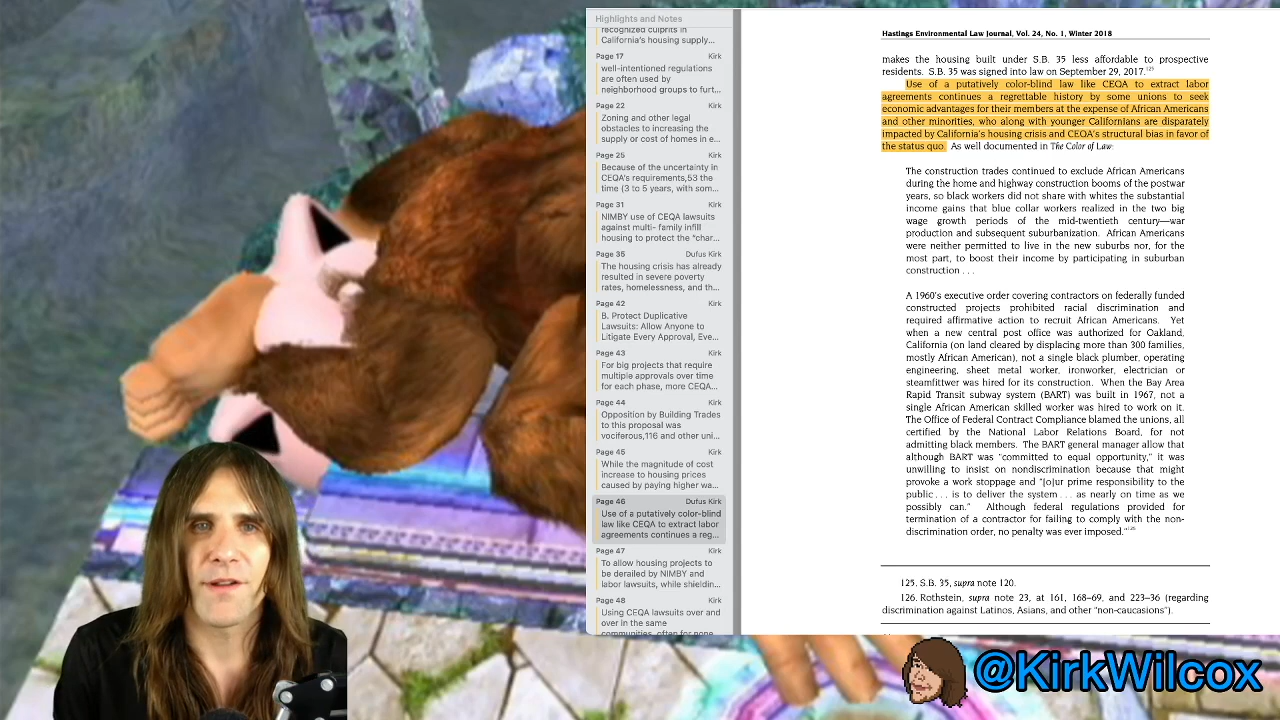 Highlights and Notes
recognized culprits in
California's housing supply...
Page 17 Kirk
well-intentioned regulations
are often used by
neighborhood groups to furt...
Page 22 Kirk
Zoning and other legal
obstacles to increasing the
supply or cost of homes in e...
Page 25 Kirk
Because of the uncertainty in
CEQA's requirements,53 the
time (3 to 5 years, with som...
Page 31 Kirk
NIMBY use of CEQA lawsuits
against multi- family infill
housing to protect the "char...
Page 35 Dufus Kirk
The housing crisis has already
resulted in severe poverty
rates, homelessness, and th...
Page 42 Kirk
B. Protect Duplicative
Lawsuits: Allow Anyone to
Litigate Every Approval, Eve...
Page 43 Kirk
For big projects that require
multiple approvals over time
for each phase, more CEQA...
Page 44 Kirk
Opposition by Building Trades
to this proposal was
vociferous,116 and other uni...
Page 45 Kirk
While the magnitude of cost
increase to housing prices
caused by paying higher wa...
Page 46 Dufus Kirk
Use of a putatively color-blind
law like CEQA to extract labor
agreements continues a reg...
Page 47 Kirk
To allow housing projects to
be derailed by NIMBY and
labor lawsuits, while shieldin...
Page 48 Kirk
Using CEQA lawsuits over and
over in the same
communities, often for none
Hastings Environmental Law Journal, Vol. 24, No. 1, Winter 2018
makes the housing built under S.B. 35 less affordable to prospective
residents. S.B. 35 was signed into law on September 29, 2017.125
Use of a putatively color-blind law like CEQA to extract labor
agreements continues a regrettable history by some unions to seek
economic advantages for their members at the expense of African Americans
and other minorities, who along with younger Californians are disparately
impacted by California's housing crisis and CEQA's structural bias in favor of
the status quo. As well documented in The Color of Law:
The construction trades continued to exclude African Americans
during the home and highway construction booms of the postwar
years, so black workers did not share with whites the substantial
income gains that blue collar workers realized in the two big
wage growth periods of the mid-twentieth century—war
production and subsequent suburbanization. African Americans
were neither permitted to live in the new suburbs nor, for the
most part, to boost their income by participating in suburban
construction . . .
A 1960's executive order covering contractors on federally funded
constructed projects prohibited racial discrimination and
required affirmative action to recruit African Americans. Yet
when a new central post office was authorized for Oakland,
California (on land cleared by displacing more than 300 families,
mostly African American), not a single black plumber, operating
engineering, sheet metal worker, ironworker, electrician or
steamfittwer was hired for its construction. When the Bay Area
Rapid Transit subway system (BART) was built in 1967, not a
single African American skilled worker was hired to work on it.
The Office of Federal Contract Compliance blamed the unions, all
certified by the National Labor Relations Board, for not
admitting black members. The BART general manager allow that
although BART was "committed to equal opportunity," it was
unwilling to insist on nondiscrimination because that might
provoke a work stoppage and "[o]ur prime responsibility to the
public . . . is to deliver the system . . . as nearly on time as we
possibly can." Although federal regulations provided for
termination of a contractor for failing to comply with the non-
discrimination order, no penalty was ever imposed."126
125. S.B. 35, supra note 120.
126. Rothstein, supra note 23, at 161, 168–69, and 223–36 (regarding
discrimination against Latinos, Asians, and other "non-caucasions").
@KirkWilcox